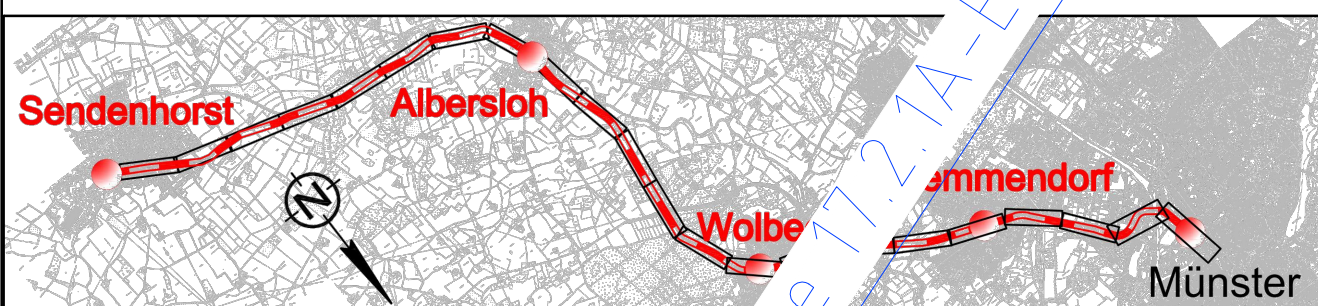 Sendenhorst
Albersloh
N
Wolbe
emmendorf
Münster
e 17.2.1A-E